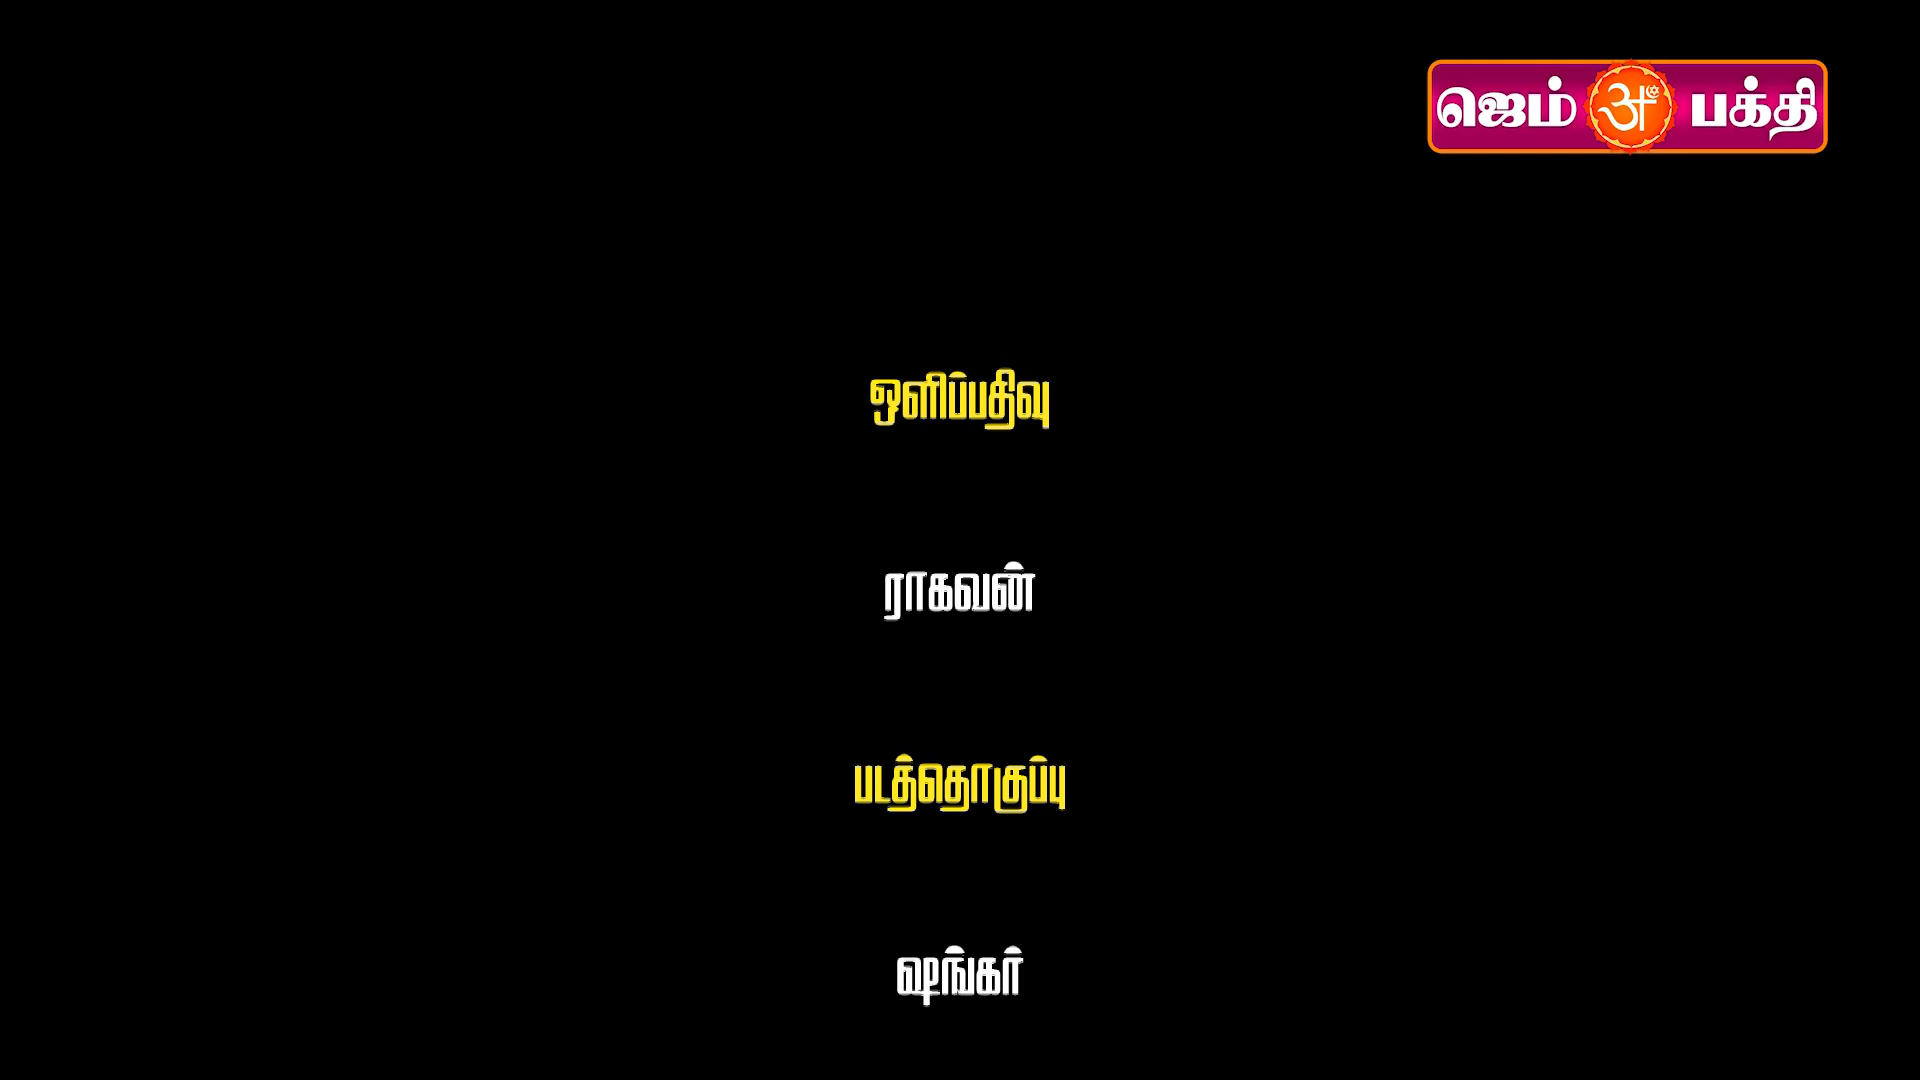 ஜெம் பக்தி
ஒளிப்பதிவு
ராகவன்
படத்தொகுப்பு
ஷங்கர்